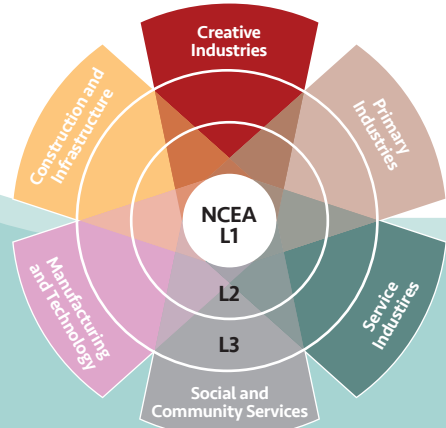 Creative
Industries
Construction and
Infrastructure
Primary
Industries
NCEA
L1
L2
L3
Manufacturing
and Technology
Service
Industires
Social and
Community Services